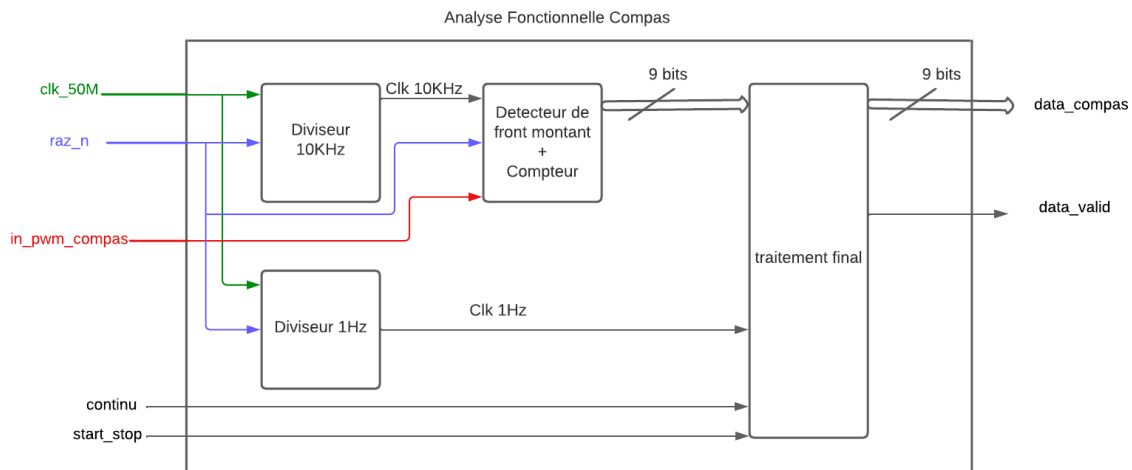 Analyse Fonctionnelle Compas
clk_50M
raz_n
in_pwm_compas
continu
start_stop
Diviseur
10KHz
Clk 10KHz
Detecteur de
front montant
+
Compteur
9 bits
Diviseur 1Hz
Clk 1Hz
traitement final
9 bits
data_compas
data_valid